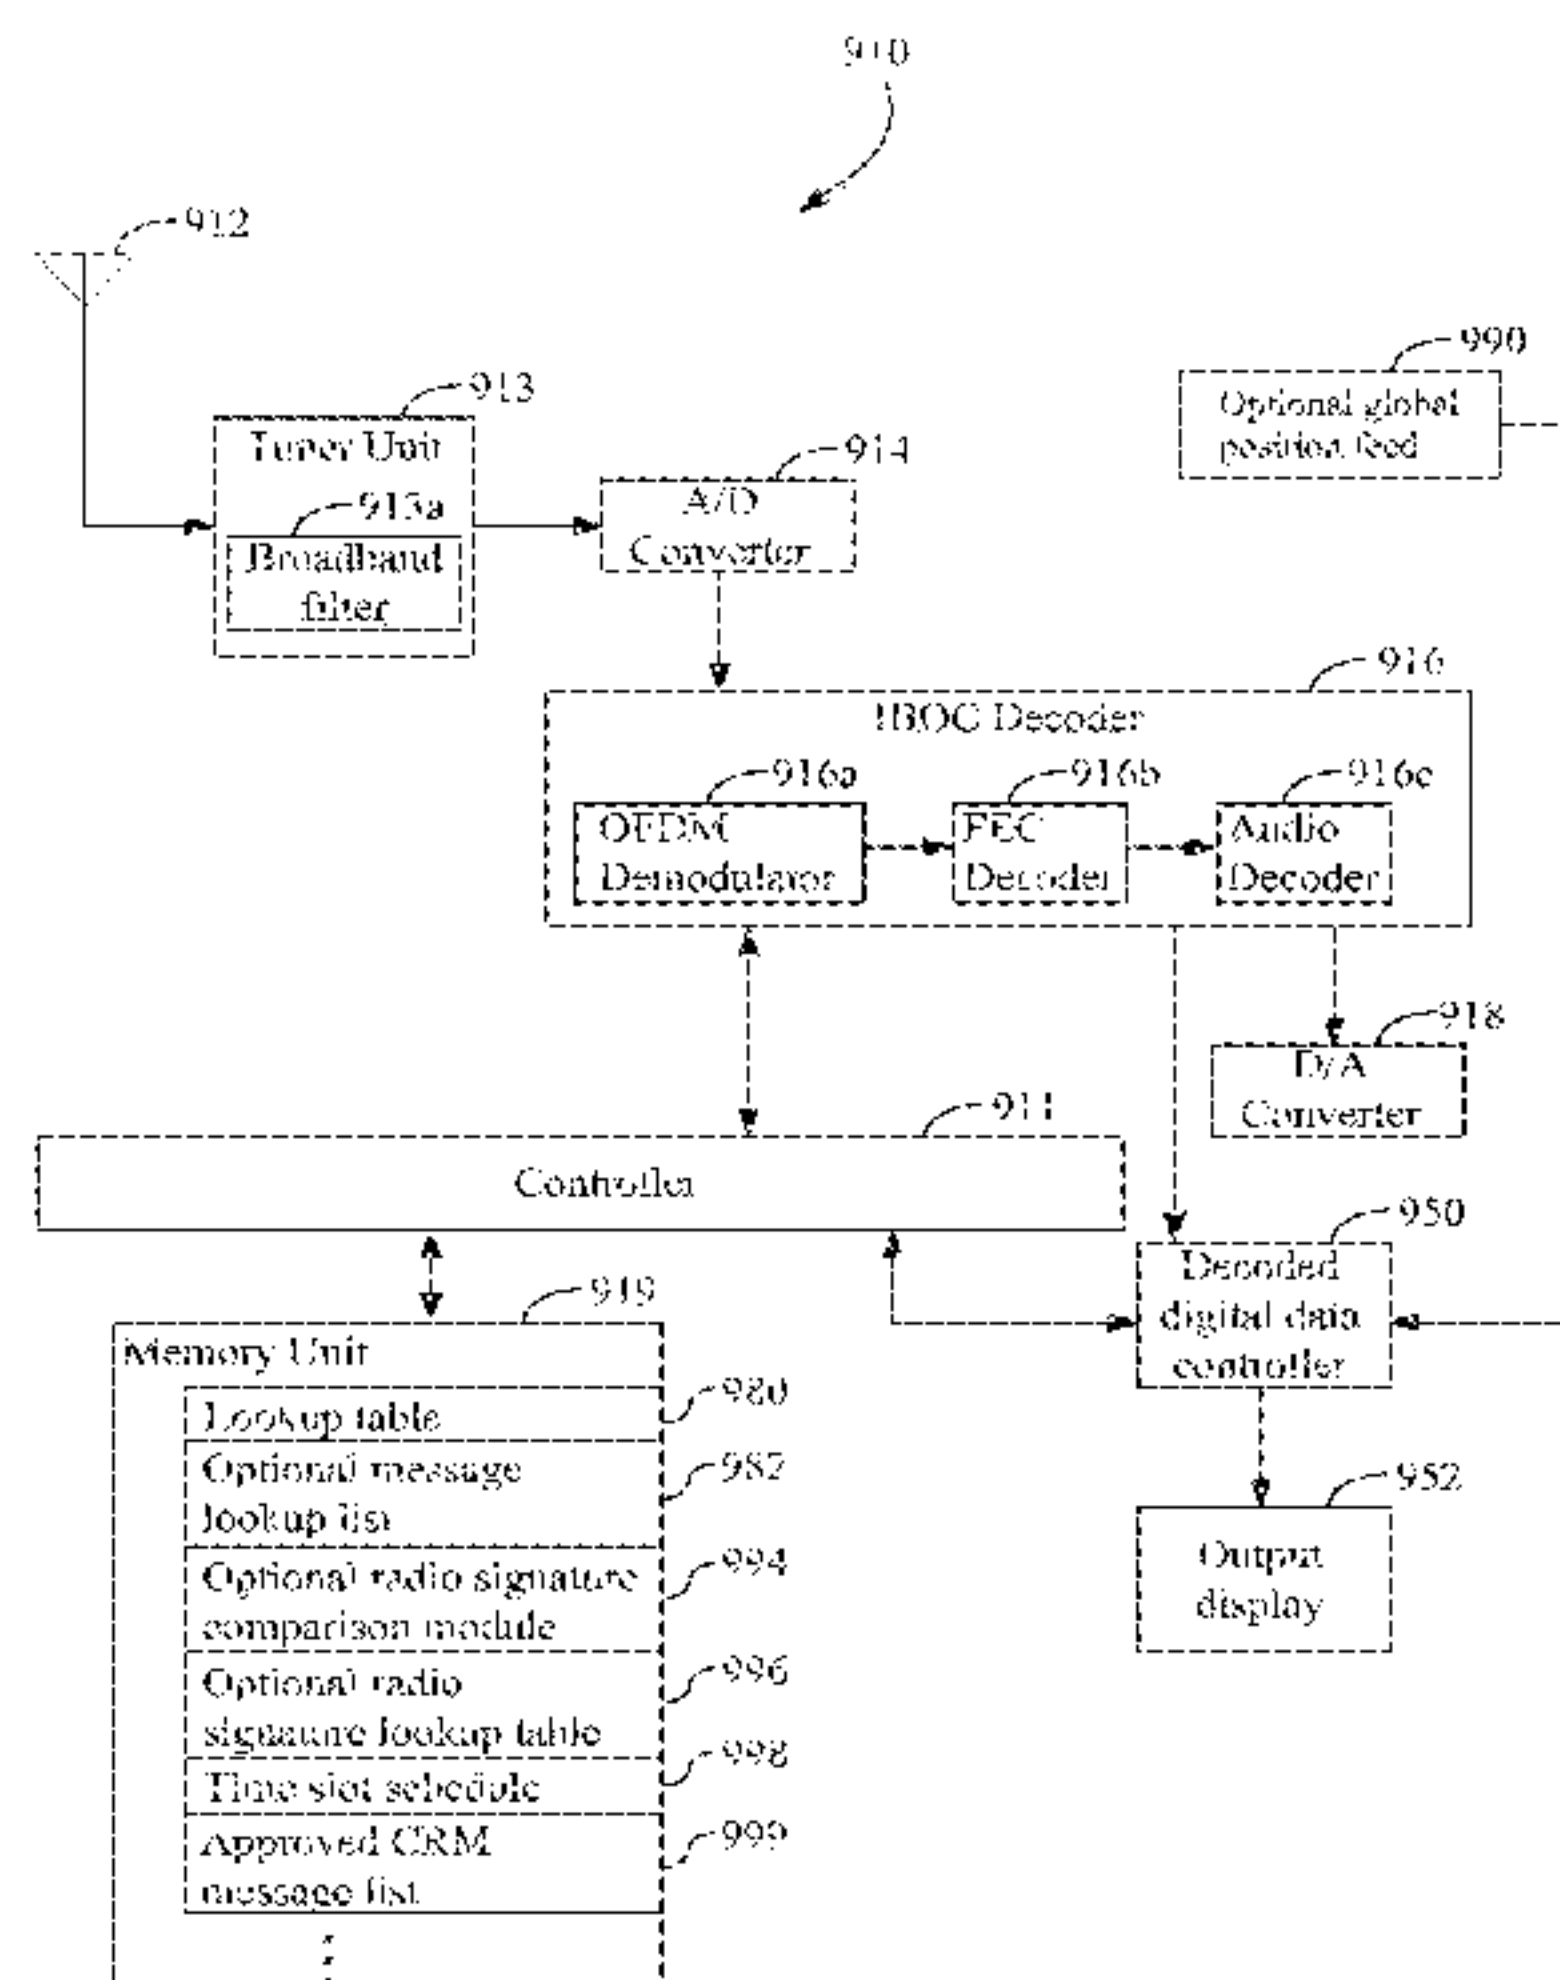 910
912
990
Optional global
position feed
913
Tuner Unit
913a
Broadband
filter
914
A/D
Converter
916
IBOC Decoder
916a
OFDM
Demodulator
916b
FEC
Decoder
916c
Audio
Decoder
918
D/A
Converter
911
Controller
950
Decoded
digital data
controller
919
Memory Unit
980
Lookup table
982
Optional message
lookup list
994
Optional radio signature
comparison module
996
Optional radio
signature lookup table
998
Time slot schedule
999
Approved CRM
message list
952
Output
display